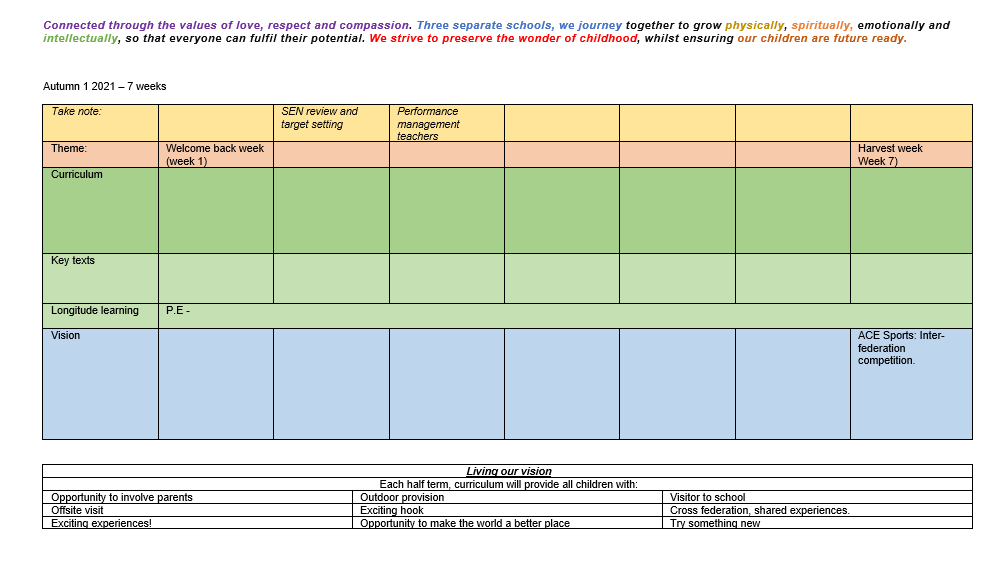 Connected through the values of love, respect and compassion. Three separate schools, we journey together to grow physically, spiritually, emotionally and
intellectually, so that everyone can fulfil their potential. We strive to preserve the wonder of childhood, whilst ensuring our children are future ready.
Autumn 1 2021 – 7 weeks
Take note:
SEN review and
target setting
Performance
management
teachers
Theme:
Welcome back week
(week 1)
Harvest week
Week 7)
Curriculum
Key texts
Longitude learning
P.E -
Vision
ACE Sports: Inter-
federation
competition.
Living our vision
Each half term, curriculum will provide all children with:
Opportunity to involve parents
Outdoor provision
Visitor to school
Offsite visit
Exciting hook
Cross federation, shared experiences.
Exciting experiences!
Opportunity to make the world a better place
Try something new